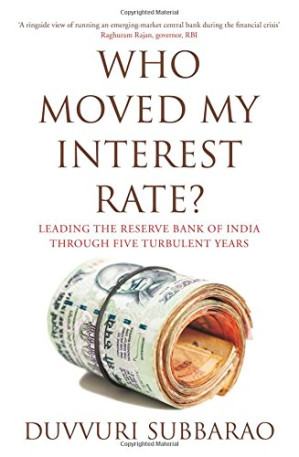 Copyrighted Material
'A ringside view of running an emerging-market central bank during the financial crisis'
Raghuram Rajan, governor, RBI
WHO
MOVED MY
INTEREST
RATE?
LEADING THE RESERVE BANK OF INDIA
THROUGH FIVE TURBULENT YEARS
DUVVURI SUBBARAO
Copyrighted Material